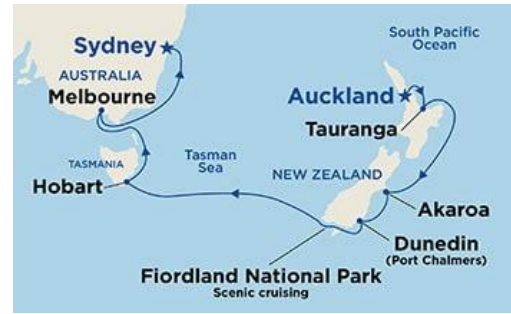 Sydney
AUSTRALIA
Melbourne
TASMANIA
Hobart
Tasman
Sea
South Pacific
Ocean
Auckland
Tauranga
NEW ZEALAND
Akaroa
Dunedin
(Port Chalmers)
Fiordland National Park
Scenic cruising